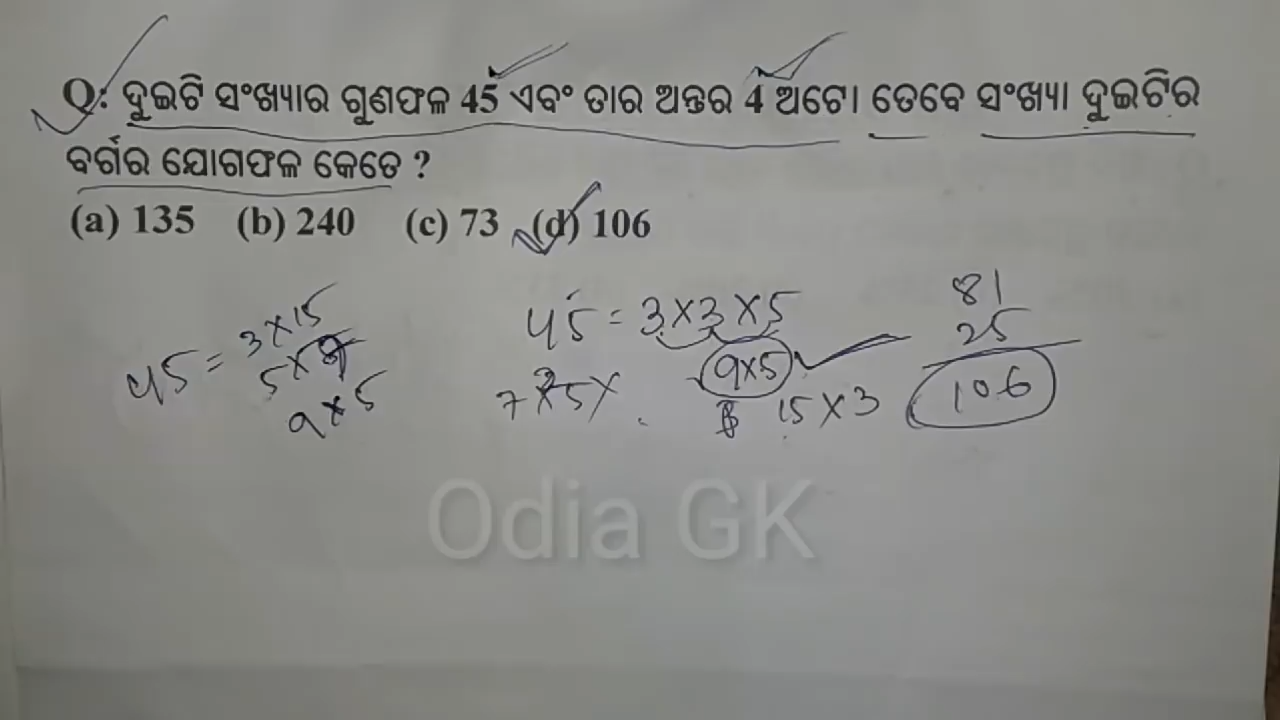 Q: ଦୁଇଟି ସଂଖ୍ୟାର ଗୁଣଫଳ 45 ଏବଂ ତାର ଅନ୍ତର 4 ଅଟେ। ତେବେ ସଂଖ୍ୟା ଦୁଇଟିର
ବର୍ଗର ଯୋଗଫଳ କେତେ ?
(a) 135 (b) 240 (c) 73 (d) 106
45 = 3×15
5×9
9×5
45 = 3×3×5
9×5
15×3
81
25
106
Odia GK